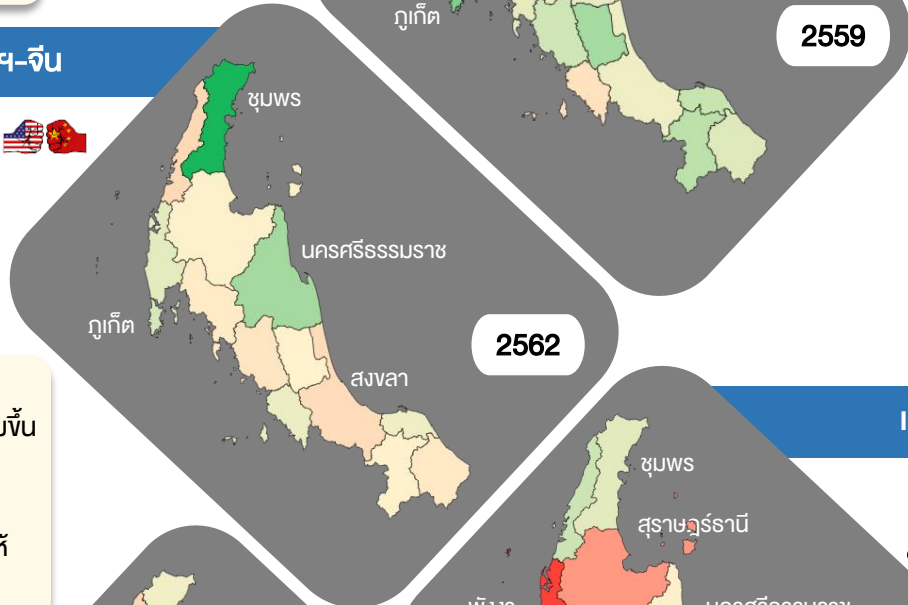 ภูเก็ต
2559
ฯ-จีน
ชุมพร
นครศรีธรรมราช
ภูเก็ต
2562
สงขลา
ชุมพร
สุราษฎร์ธานี